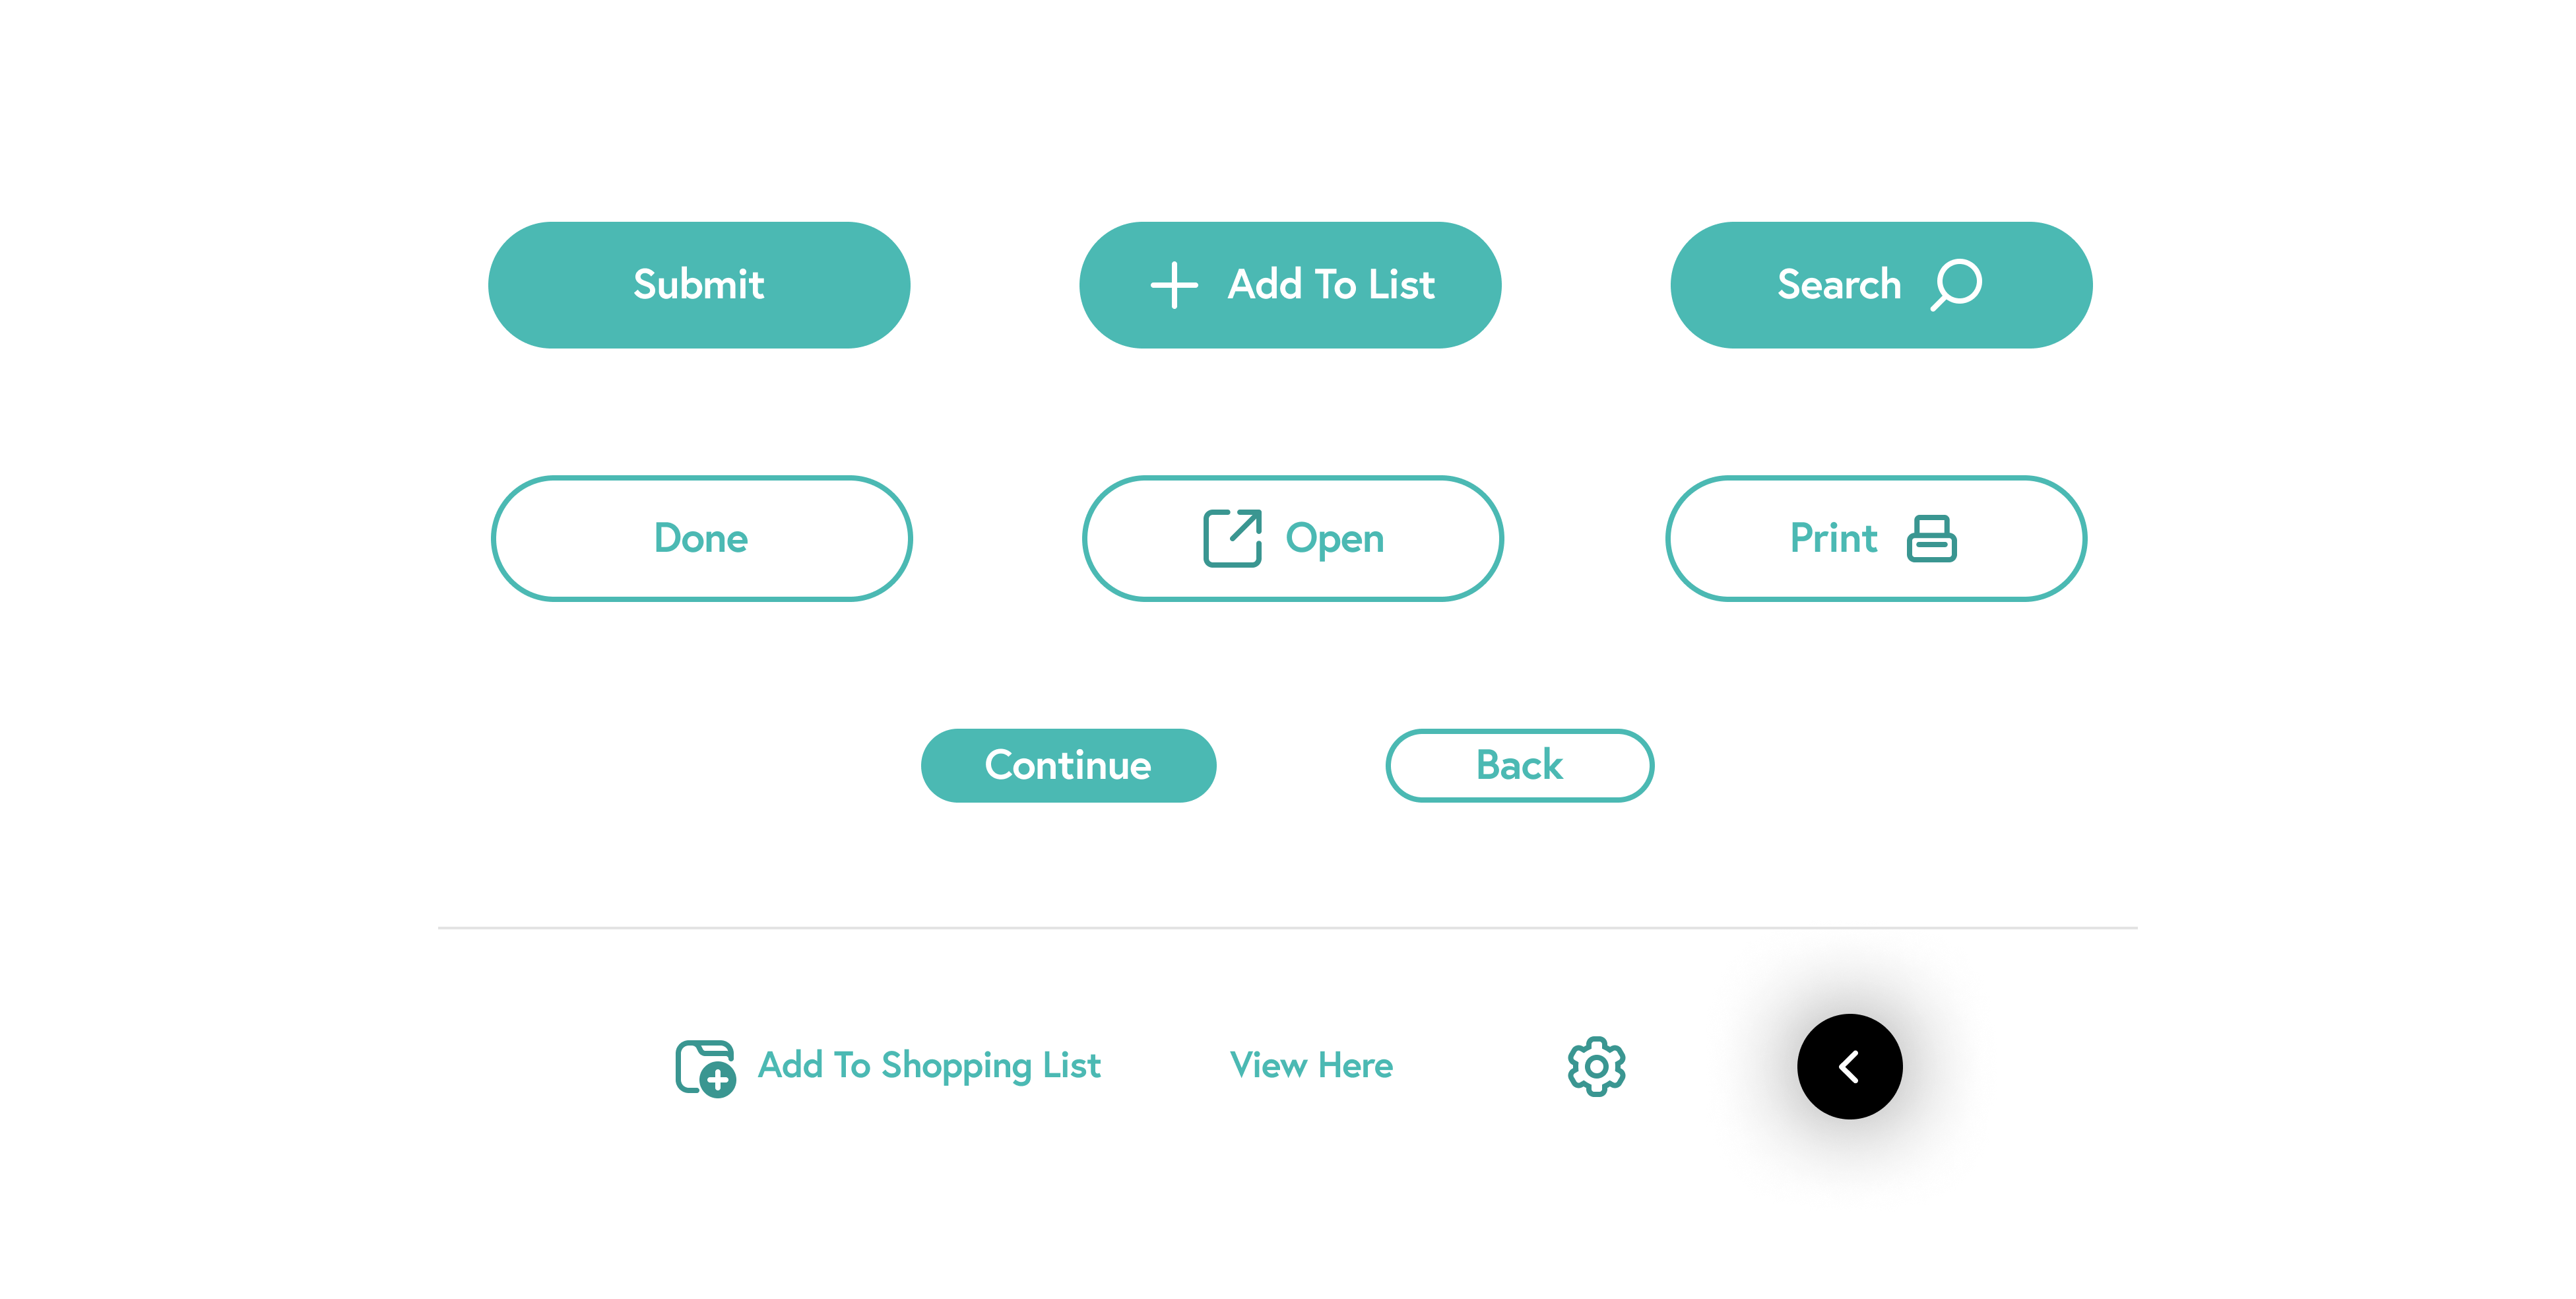 Submit
Add To List
Search
Done
Open
Print
Continue
Back
Add To Shopping List
View Here